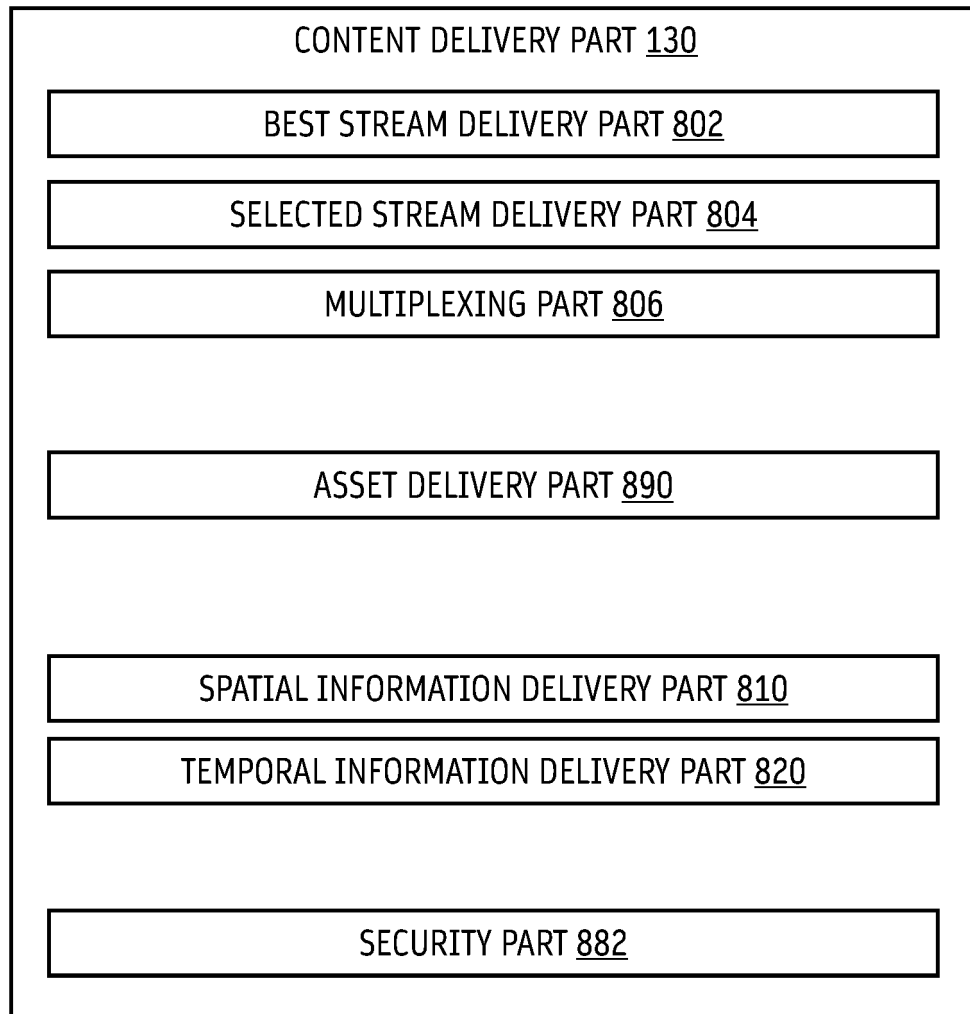 CONTENT DELIVERY PART 130
BEST STREAM DELIVERY PART 802
SELECTED STREAM DELIVERY PART 804
MULTIPLEXING PART 806
ASSET DELIVERY PART 890
SPATIAL INFORMATION DELIVERY PART 810
TEMPORAL INFORMATION DELIVERY PART 820
SECURITY PART 882